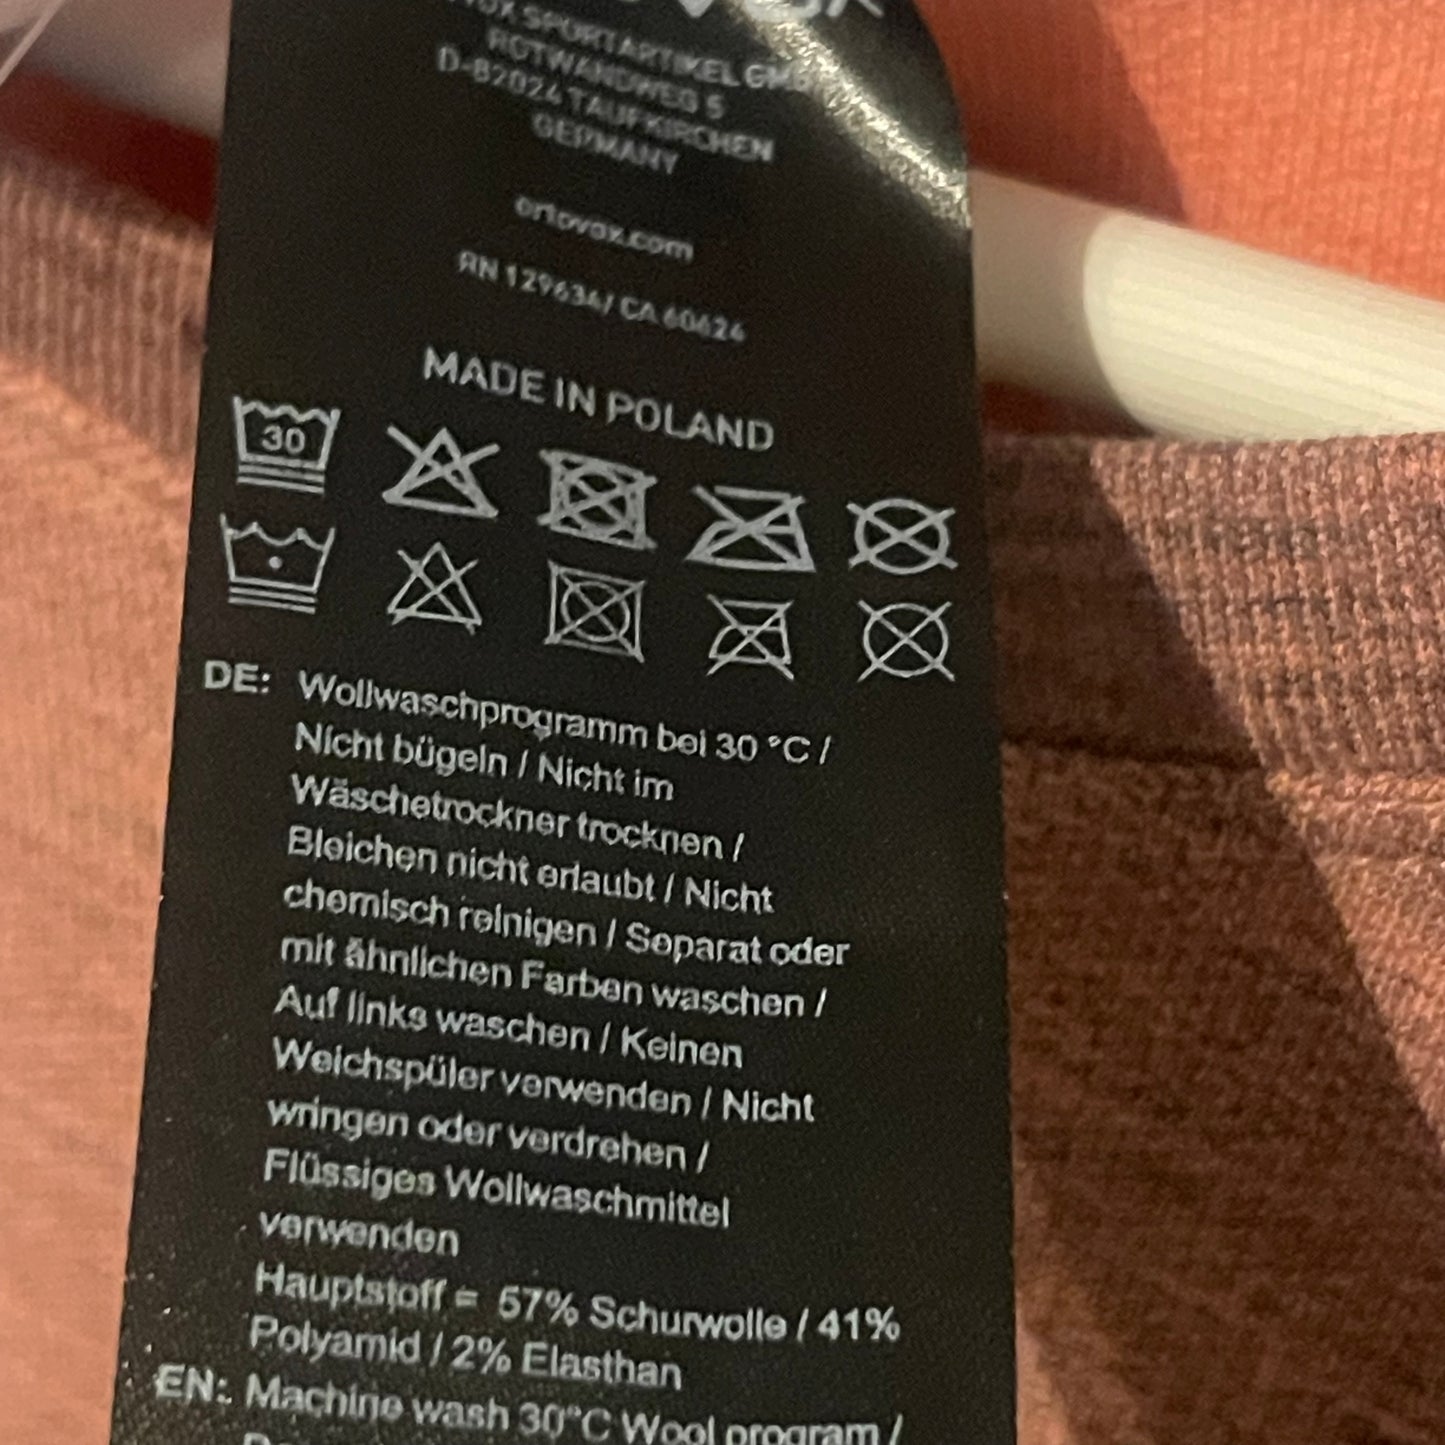 SPORTARTIKEL GMBH
ROTWANDWEG 5
D-82024 TAUFKIRCHEN
GERMANY
ortovox.com
RN 129634/ CA 60624
MADE IN POLAND
30
DE: Wollwaschprogramm bei 30 °C /
Nicht bügeln / Nicht im
Wäschetrockner trocknen /
Bleichen nicht erlaubt / Nicht
chemisch reinigen / Separat oder
mit ähnlichen Farben waschen /
Auf links waschen / Keinen
Weichspüler verwenden / Nicht
wringen oder verdrehen /
Flüssiges Wollwaschmittel
verwenden
Hauptstoff = 57% Schurwolle / 41%
Polyamid / 2% Elasthan
EN: Machine wash 30°C Wool program /